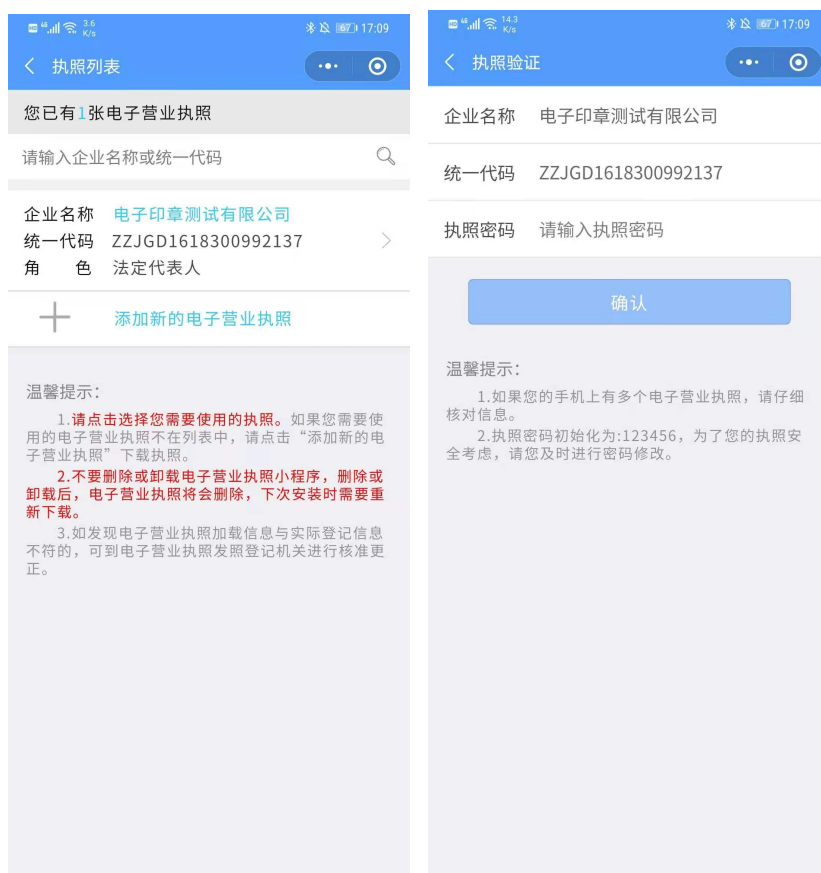 HD 46 3.6 K/s 67 17:09
执照列表
您已有1张电子营业执照
请输入企业名称或统一代码
企业名称 电子印章测试有限公司
统一代码 ZZJGD1618300992137
角 色 法定代表人
添加新的电子营业执照
温馨提示:
1.请点击选择您需要使用的执照。如果您需要使
用的电子营业执照不在列表中，请点击“添加新的电
子营业执照”下载执照。
2.不要删除或卸载电子营业执照小程序，删除或
卸载后，电子营业执照将会删除，下次安装时需要重
新下载。
3.如发现电子营业执照加载信息与实际登记信息
不符的，可到电子营业执照发照登记机关进行核准更
正。
HD 46 14.3 K/s 67 17:09
执照验证
企业名称 电子印章测试有限公司
统一代码 ZZJGD1618300992137
执照密码 请输入执照密码
确认
温馨提示:
1.如果您的手机上有多个电子营业执照，请仔细
核对信息。
2.执照密码初始化为:123456，为了您的执照安
全考虑，请您及时进行密码修改。